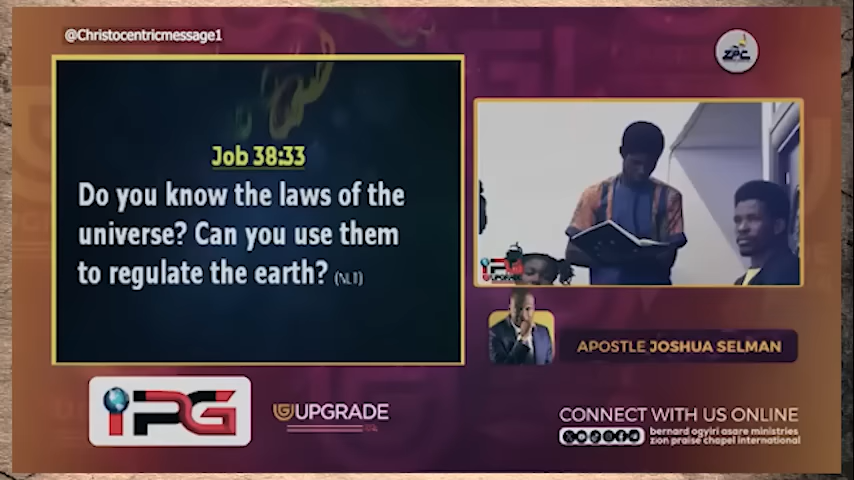 @Christocentricmessage1
ZPC
Job 38:33
Do you know the laws of the
universe? Can you use them
to regulate the earth? (NLT)
IPG
UPGRADE
APOSTLE JOSHUA SELMAN
IPG
UPGRADE
CONNECT WITH US ONLINE
bernard ogyiri asare ministries
zion praise chapel international